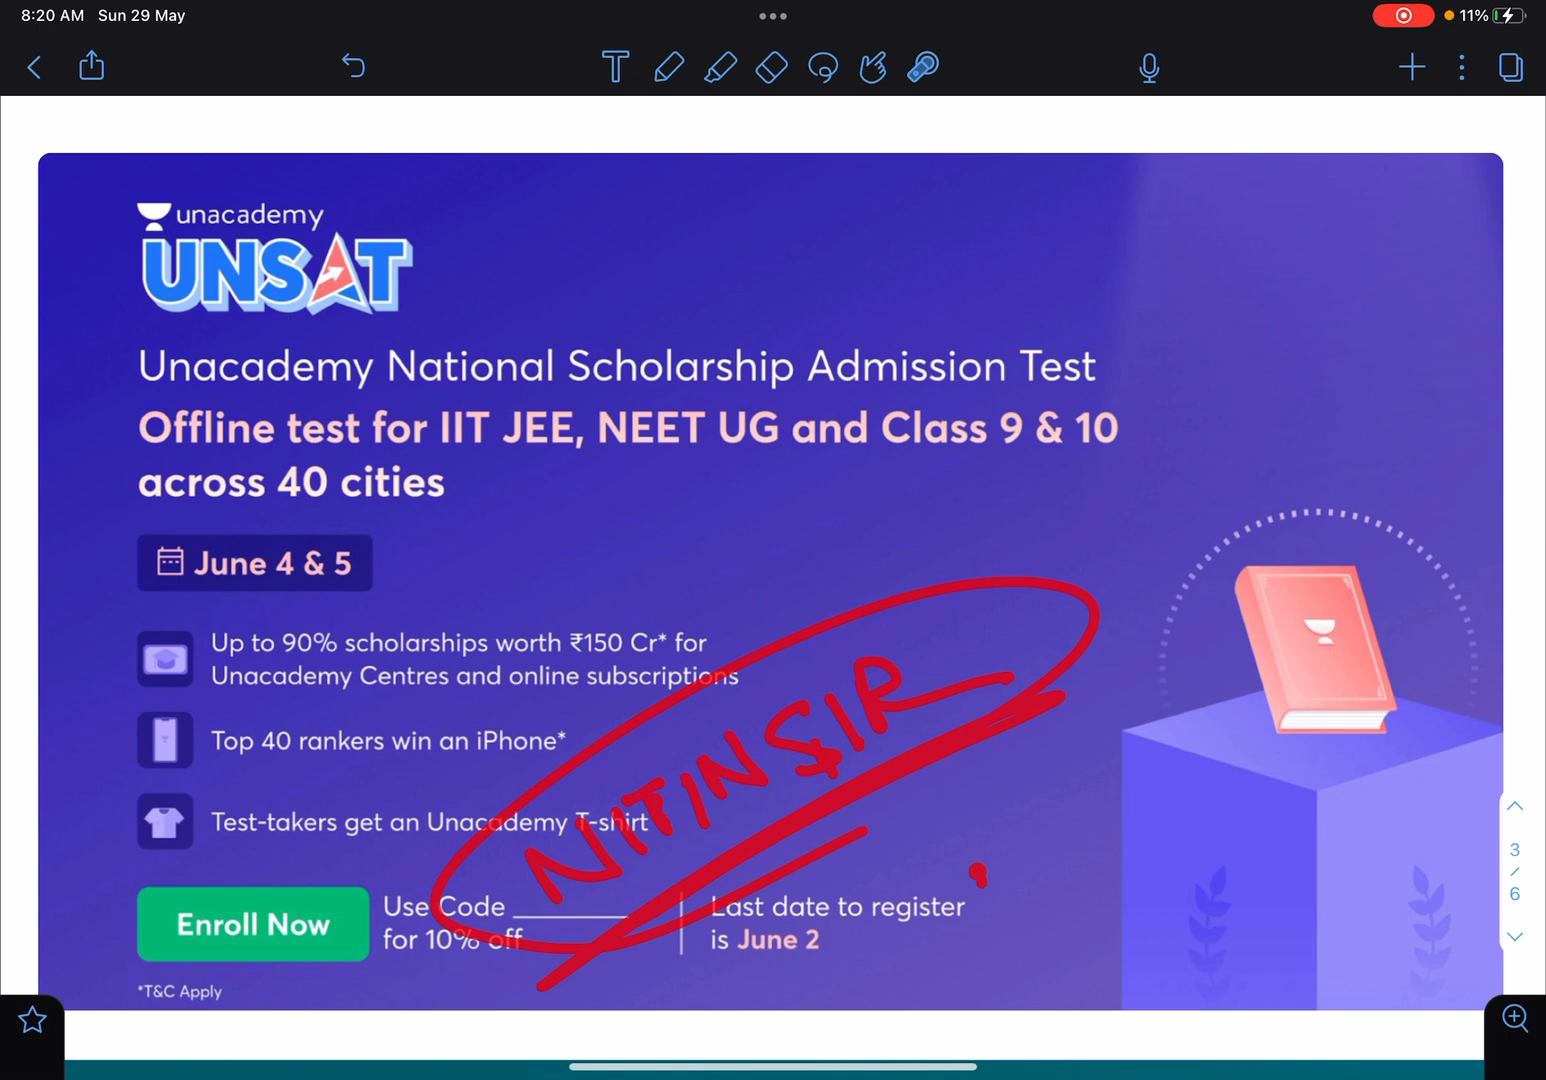 8:20 AM Sun 29 May
11%
T
unacademy
UNSAT
Unacademy National Scholarship Admission Test
Offline test for IIT JEE, NEET UG and Class 9 & 10
across 40 cities
June 4 & 5
Up to 90% scholarships worth ₹150 Cr* for
Unacademy Centres and online subscriptions
Top 40 rankers win an iPhone*
Test-takers get an Unacademy T-shirt
NITIN SIR
Enroll Now
Use Code ________
for 10% off
Last date to register
is June 2
*T&C Apply
3
/
6